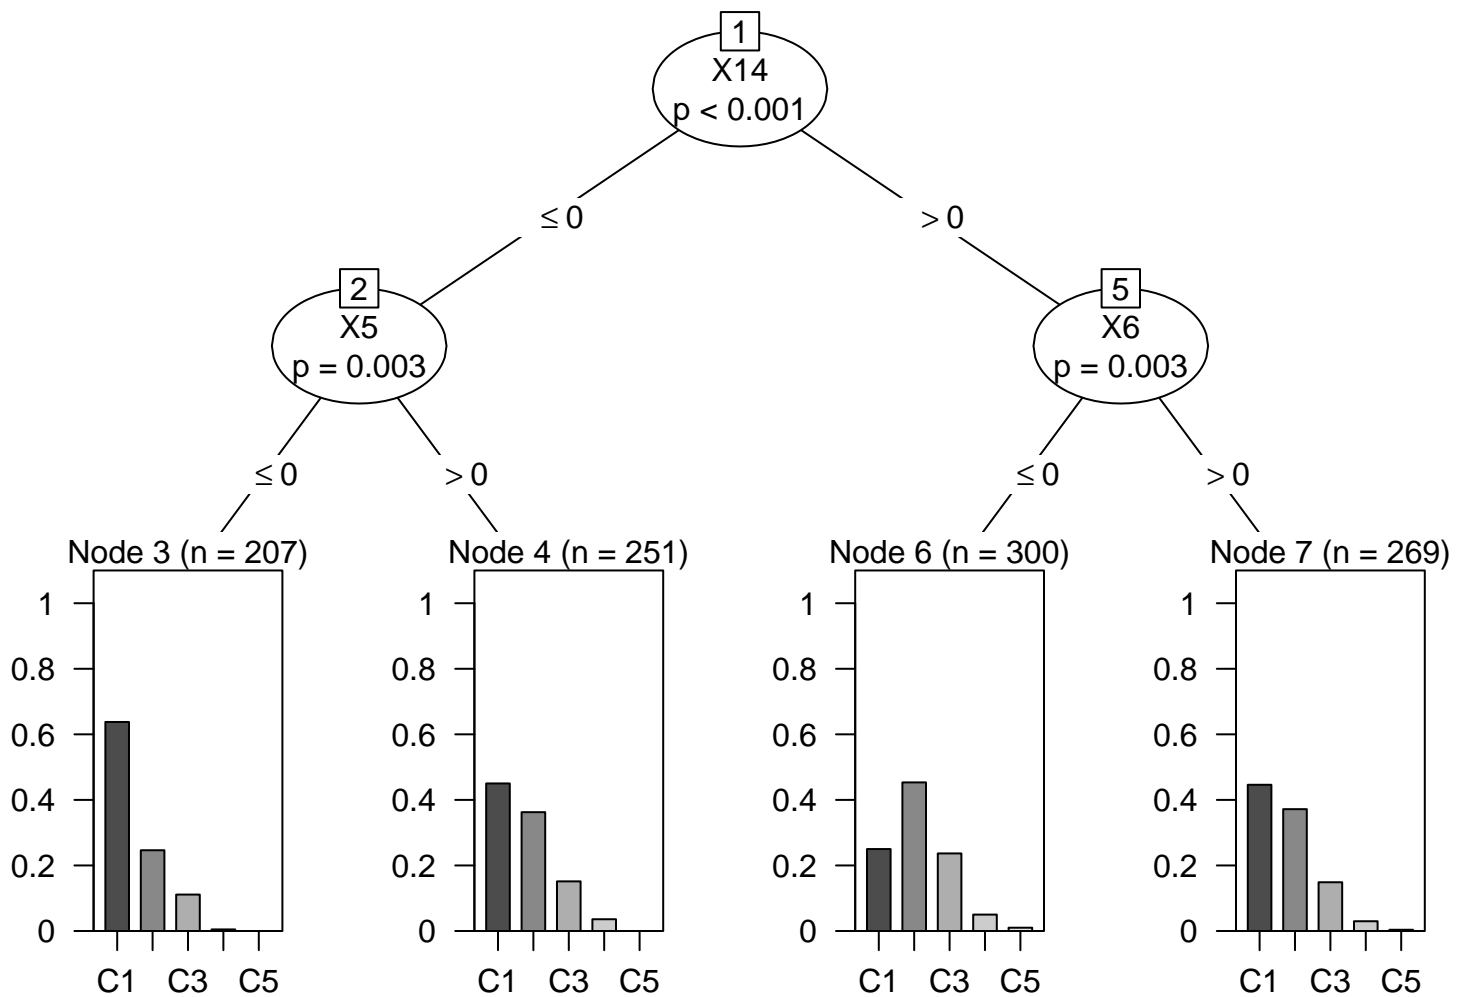 1
X14
p < 0.001
≤ 0
> 0
2
X5
p = 0.003
5
X6
p = 0.003
≤ 0
> 0
≤ 0
> 0
Node 3 (n = 207)
1
0.8
0.6
0.4
0.2
0
C1 C3 C5
Node 4 (n = 251)
1
0.8
0.6
0.4
0.2
0
C1 C3 C5
Node 6 (n = 300)
1
0.8
0.6
0.4
0.2
0
C1 C3 C5
Node 7 (n = 269)
1
0.8
0.6
0.4
0.2
0
C1 C3 C5